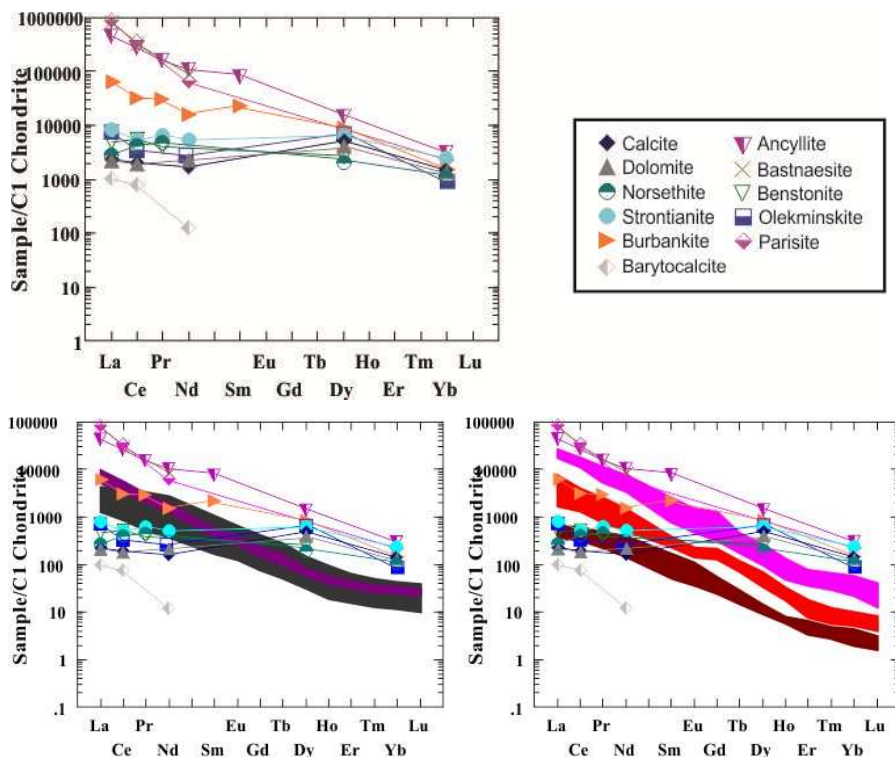 1000000
100000
10000
1000
100
10
1
Sample/C1 Chondrite
La Pr Eu Tb Ho Tm Lu
Ce Nd Sm Gd Dy Er Yb
Calcite Ancyllite
Dolomite Bastnaesite
Norsethite Benstonite
Strontianite Olekminskite
Burbankite Parisite
Barytocalcite
100000
10000
1000
100
10
1
.1
Sample/C1 Chondrite
La Pr Eu Tb Ho Tm Lu
Ce Nd Sm Gd Dy Er Yb
100000
10000
1000
100
10
1
.1
Sample/C1 Chondrite
La Pr Eu Tb Ho Tm Lu
Ce Nd Sm Gd Dy Er Yb